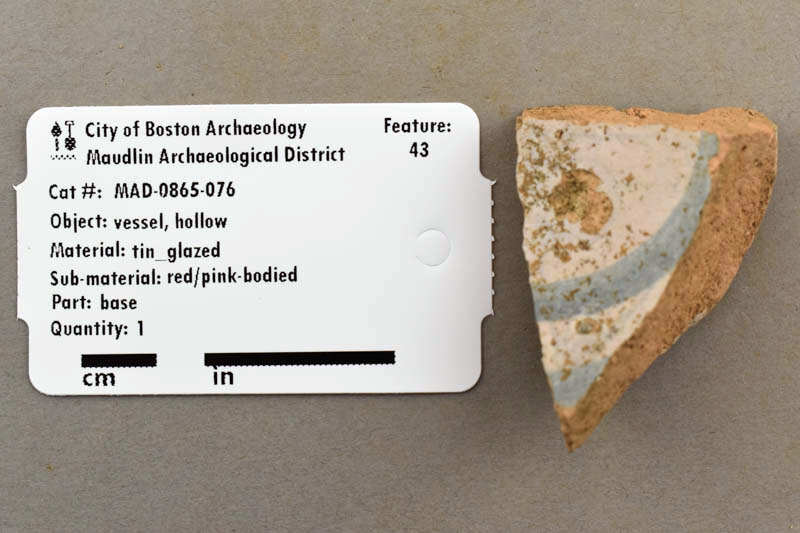 City of Boston Archaeology
Maudlin Archaeological District
Feature:
43
Cat #: MAD-0865-076
Object: vessel, hollow
Material: tin_glazed
Sub-material: red/pink-bodied
Part: base
Quantity: 1
cm
in